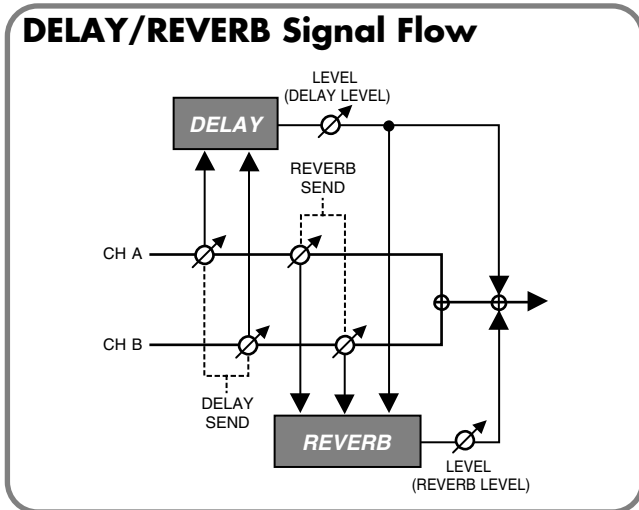 DELAY/REVERB Signal Flow
LEVEL
(DELAY LEVEL)
DELAY
REVERB
SEND
CH A
CH B
DELAY
SEND
REVERB
LEVEL
(REVERB LEVEL)